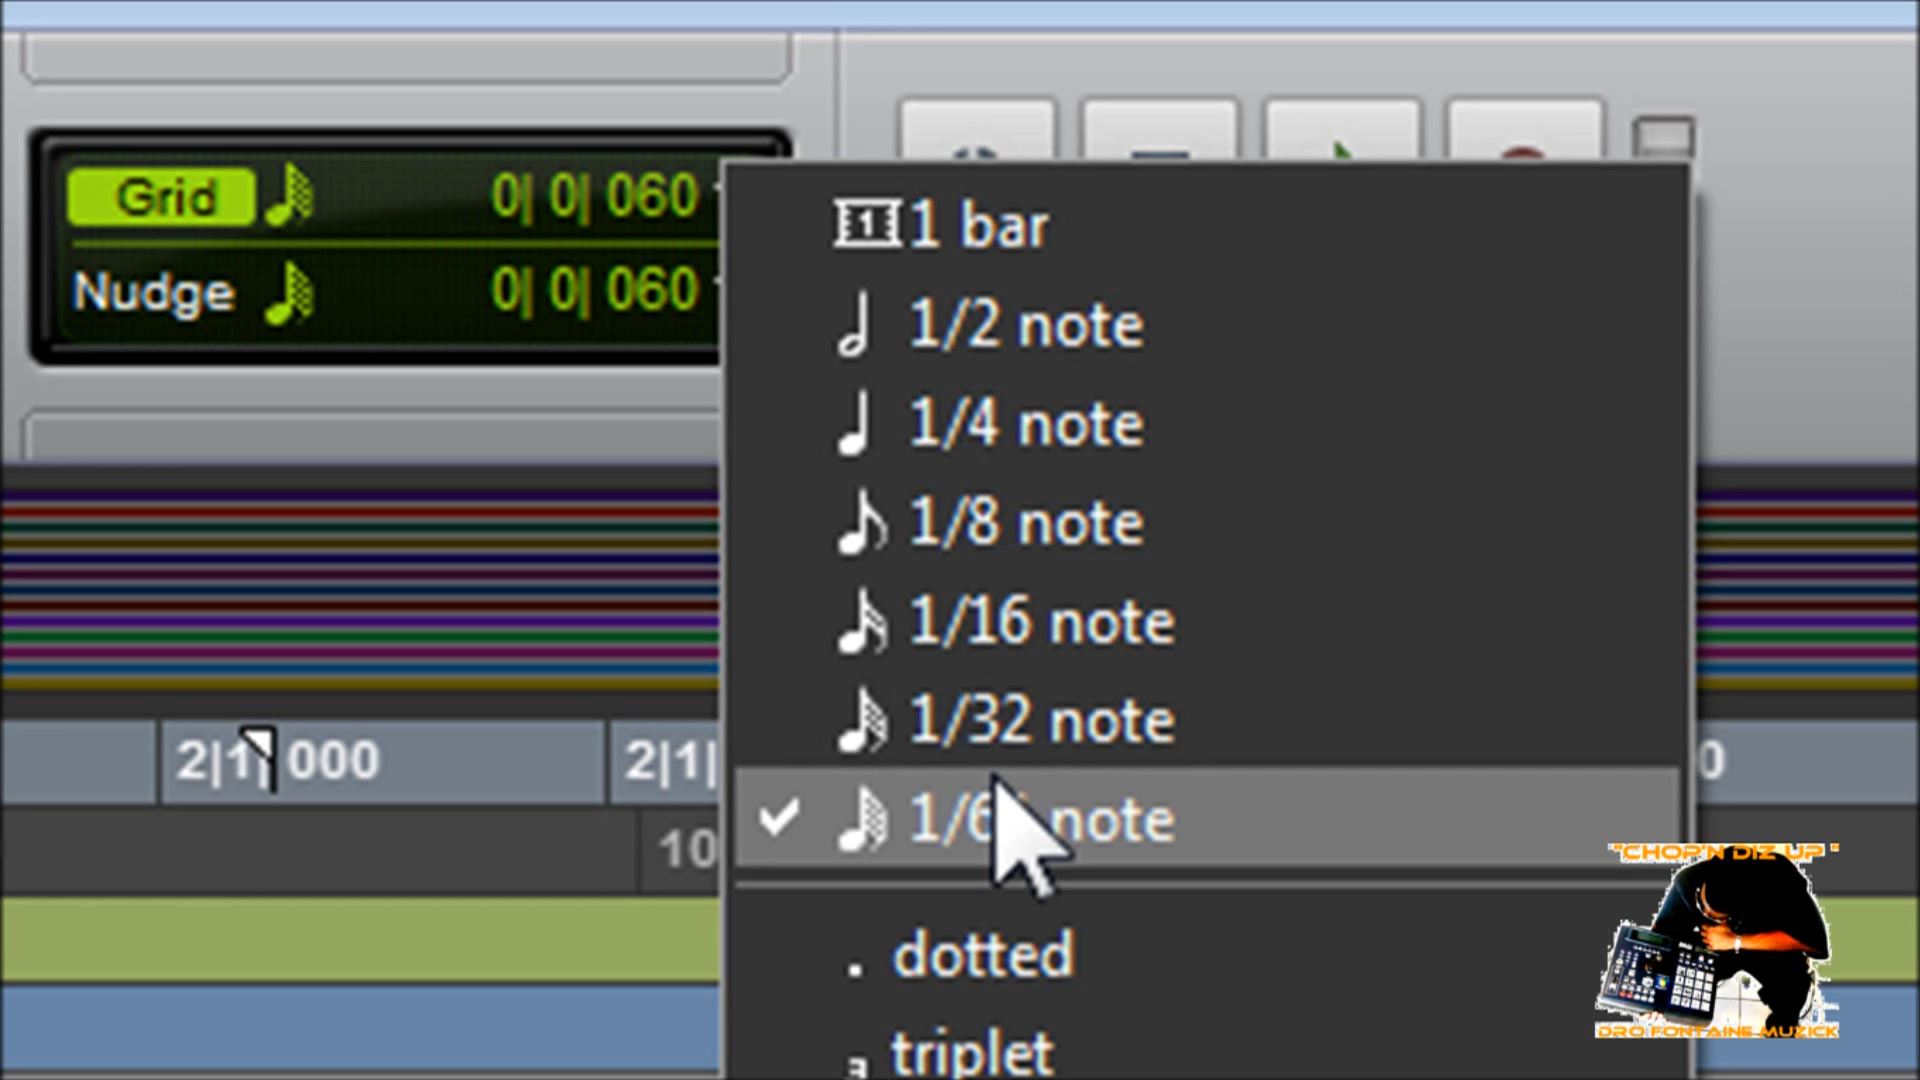 Grid 0| 0| 060
Nudge 0| 0| 060
1 1 bar
1/2 note
1/4 note
1/8 note
1/16 note
1/32 note
note
. dotted
3 triplet
2|1| 000
2|1|
0
10
"CHOP'N DIZ UP"
DRO FONTAINE MUZICK